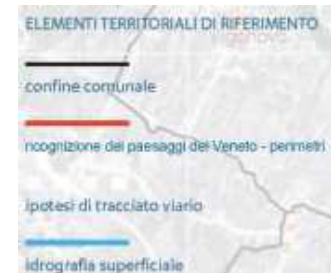 ELEMENTI TERRITORIALI DI RIFERIMENTO
confine comunale
ricognizione dei paesaggi del Veneto - perimetri
ipotesi di tracciato viario
idrografia superficiale